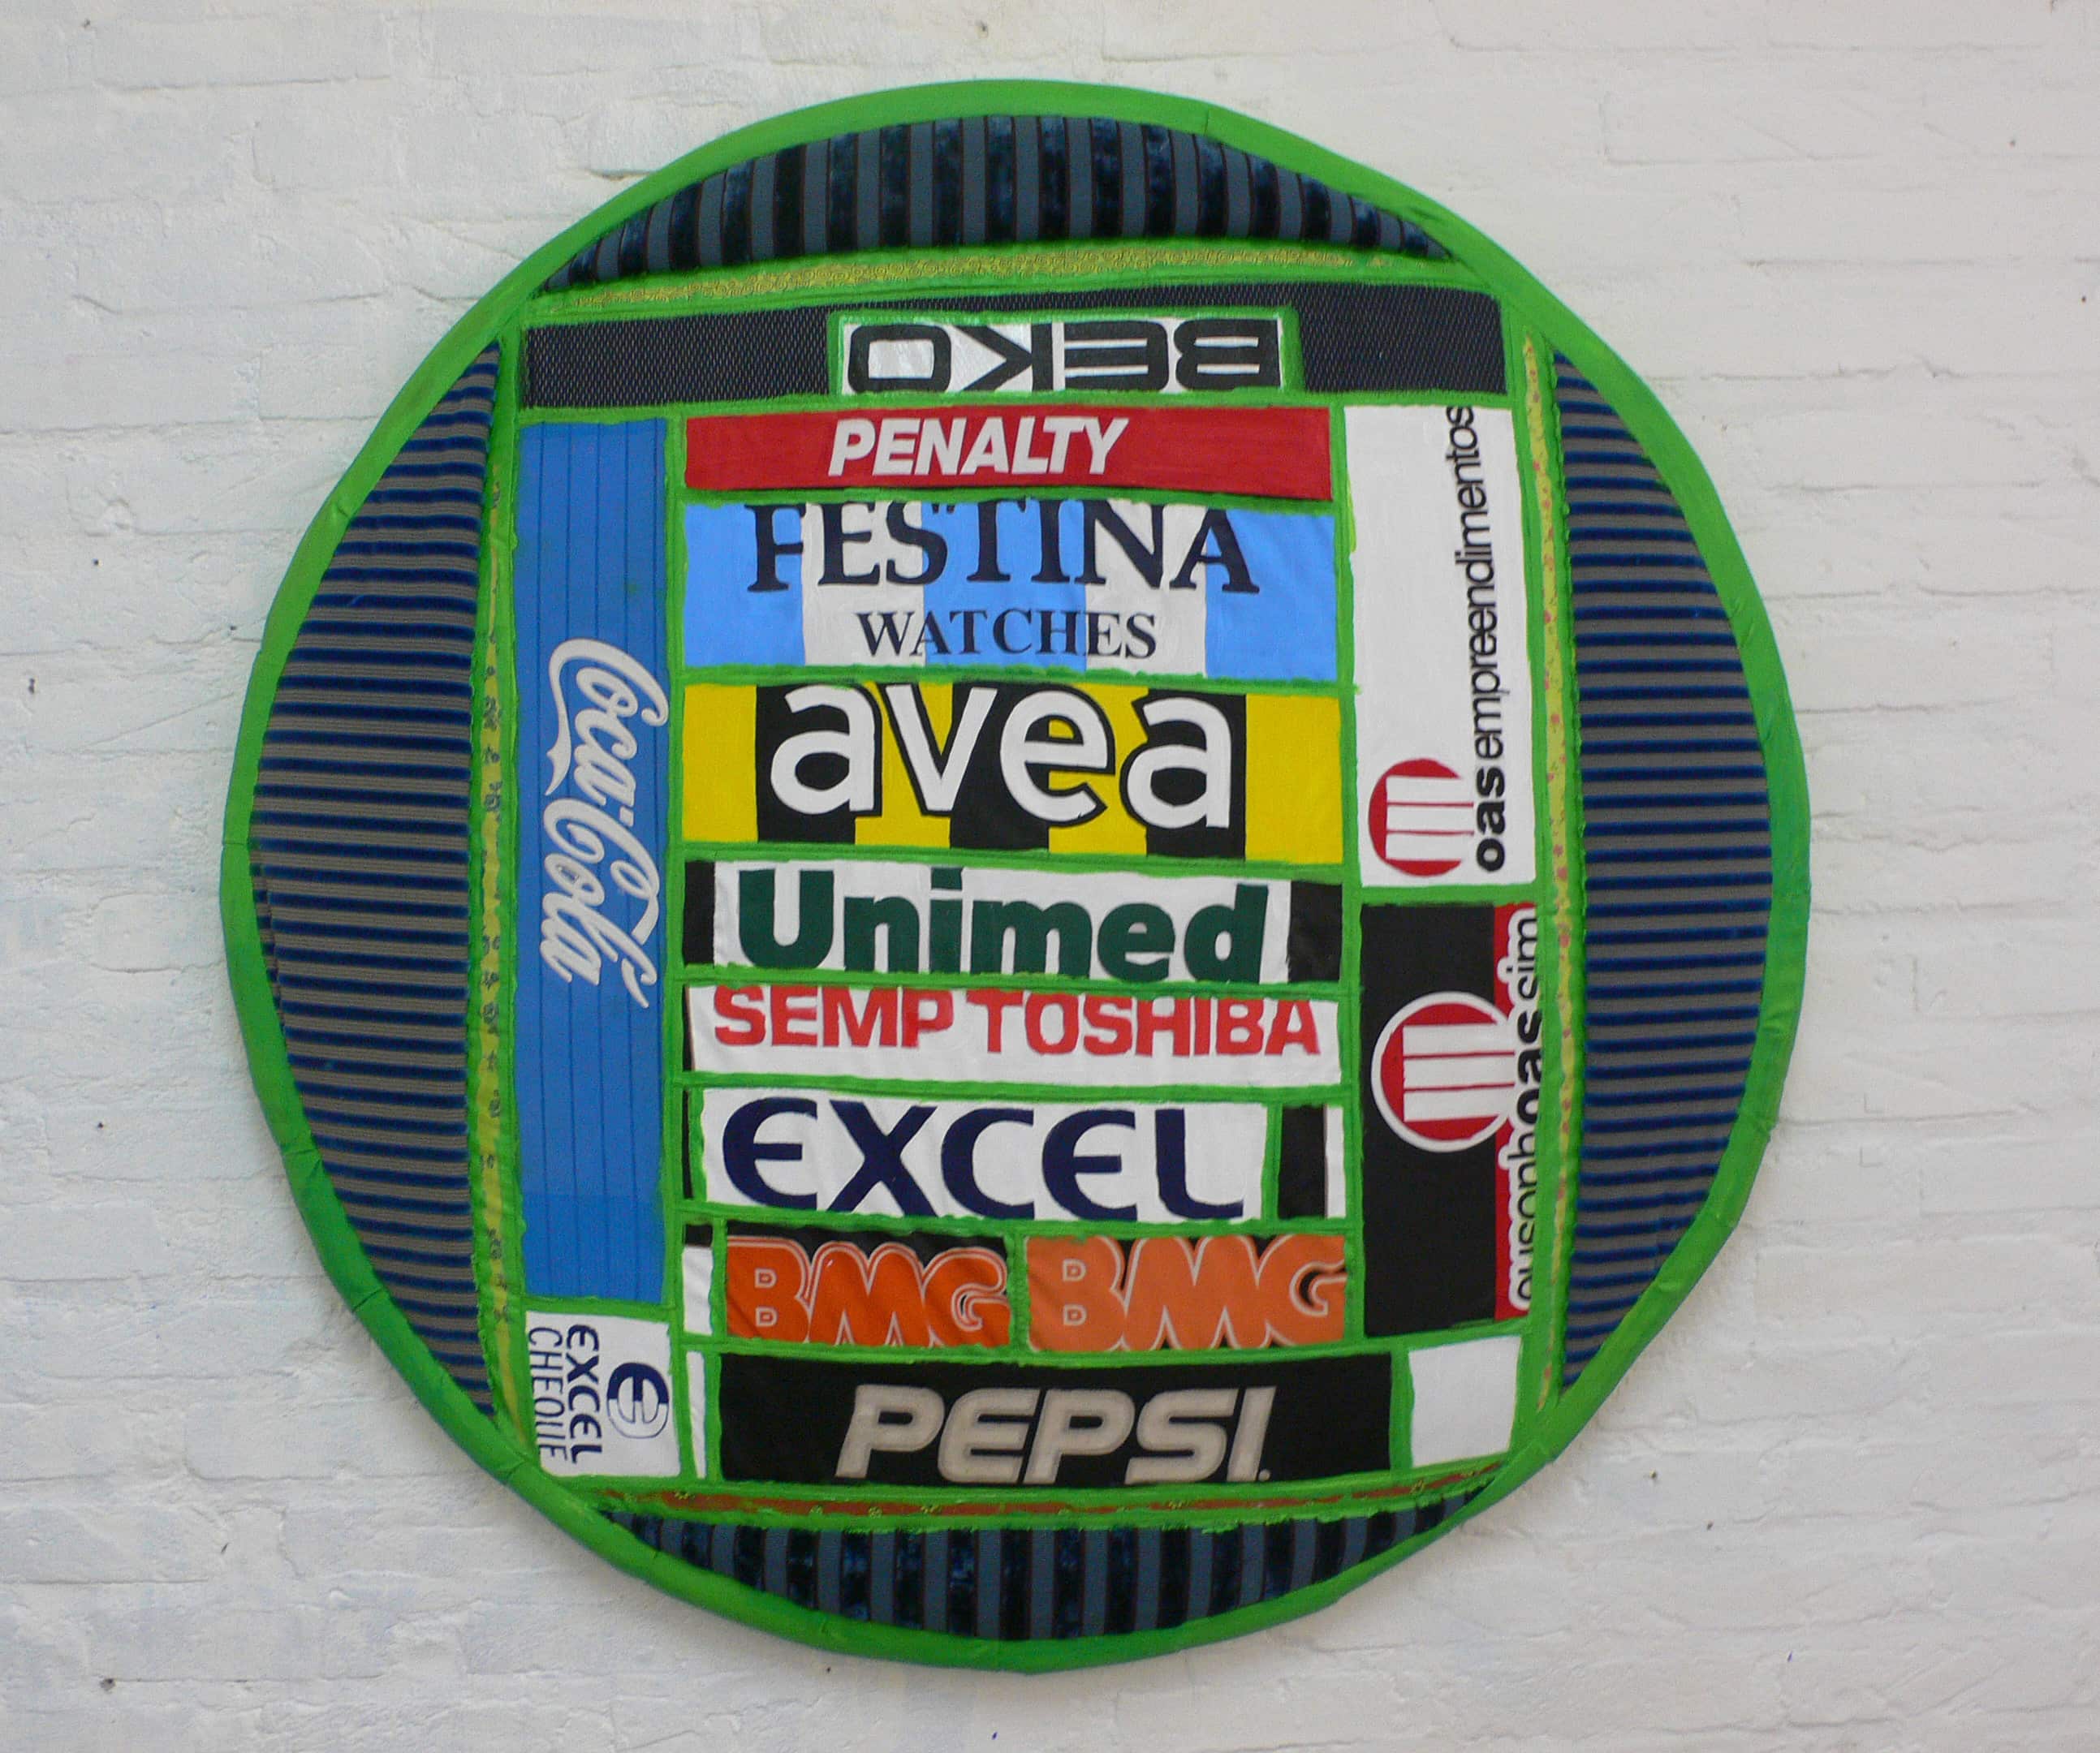 BEKO
PENALTY
FESTINA
WATCHES
avea
Unimed
SEMP TOSHIBA
EXCEL
BMG BMG
PEPSI
Coca-Cola
EXCEL
CHEQUE
oas empreendimentos
oas sim